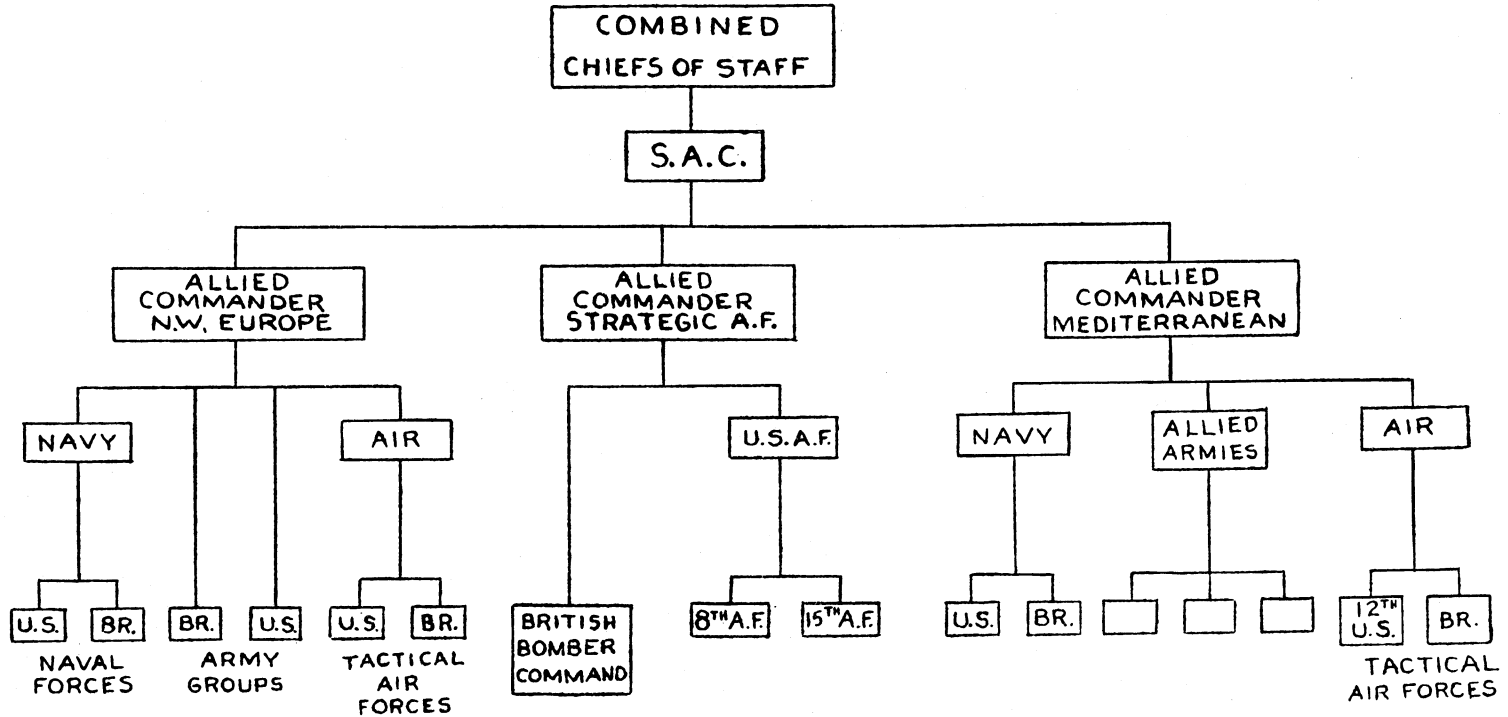 COMBINED
CHIEFS OF STAFF
S.A.C.
ALLIED
COMMANDER
N.W. EUROPE
ALLIED
COMMANDER
STRATEGIC A.F.
ALLIED
COMMANDER
MEDITERRANEAN
NAVY
AIR
U.S.A.F.
NAVY
ALLIED
ARMIES
AIR
U.S.
BR.
BR.
U.S.
U.S.
BR.
NAVAL
FORCES
ARMY
GROUPS
TACTICAL
AIR
FORCES
BRITISH
BOMBER
COMMAND
8TH A.F.
15TH A.F.
U.S.
BR.
12TH
U.S.
BR.
TACTICAL
AIR FORCES